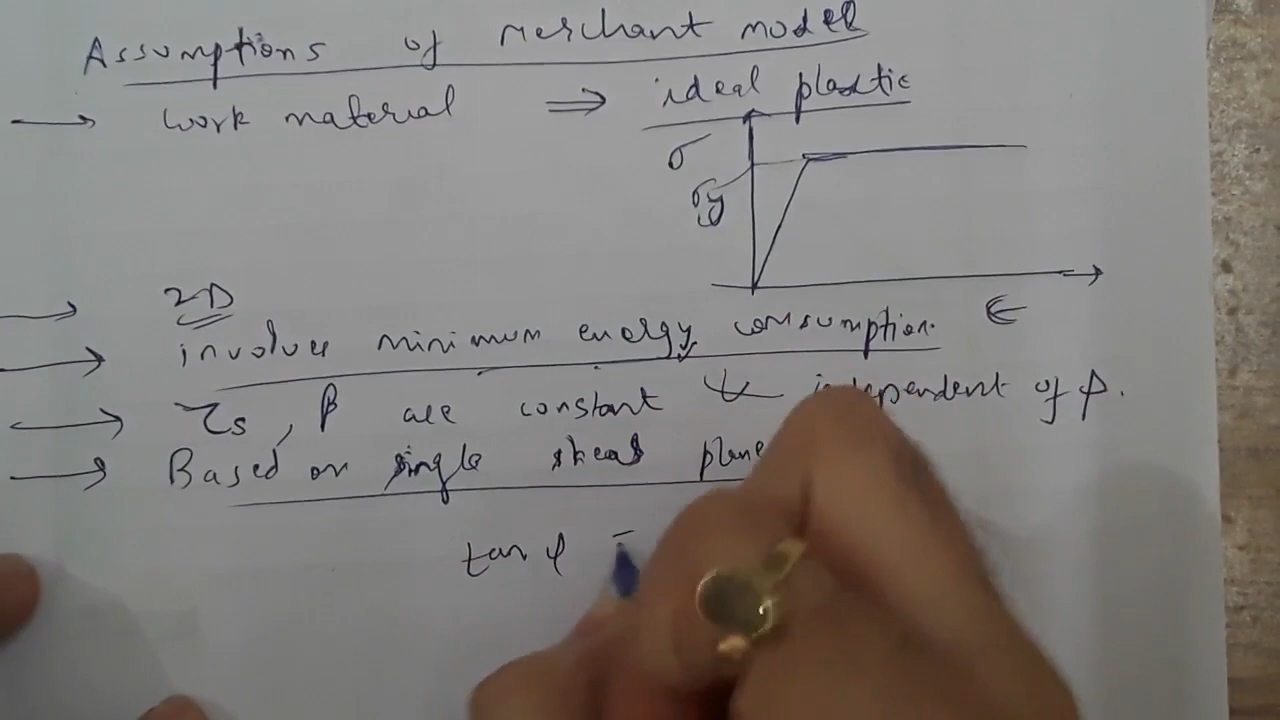 Assumptions of merchant model
→ work material ⇒ ideal plastic
σ
σy
→ 2D
ϵ
→ involves minimum energy consumption.
→ τs, β are constant & independent of φ.
→ Based on single shear plane
tan φ =